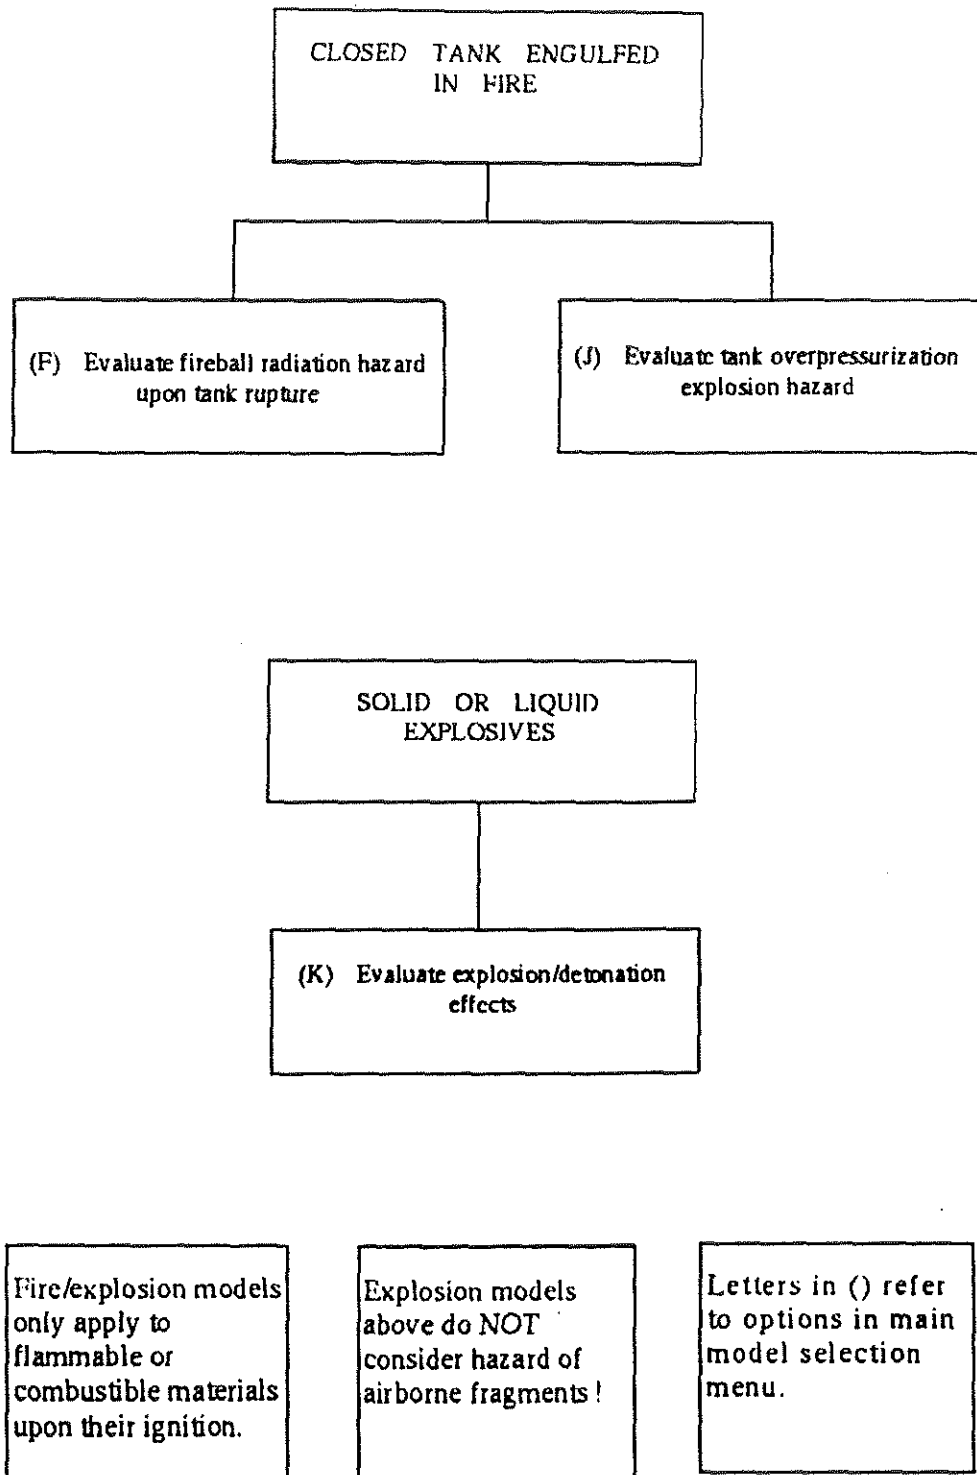 CLOSED TANK ENGULFED
IN FIRE
(F) Evaluate fireball radiation hazard
upon tank rupture
(J) Evaluate tank overpressurization
explosion hazard
SOLID OR LIQUID
EXPLOSIVES
(K) Evaluate explosion/detonation
effects
Fire/explosion models
only apply to
flammable or
combustible materials
upon their ignition.
Explosion models
above do NOT
consider hazard of
airborne fragments !
Letters in () refer
to options in main
model selection
menu.